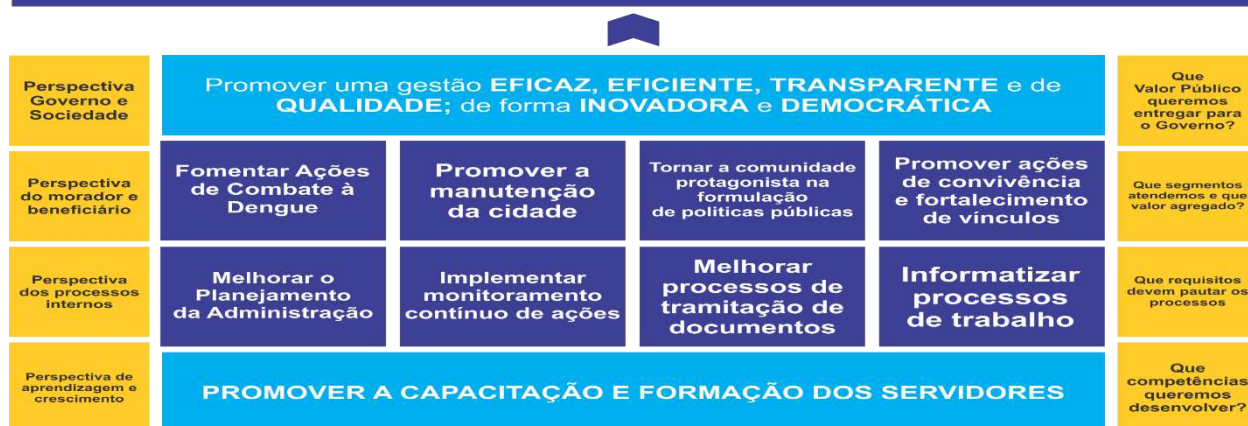 Perspectiva
Governo e
Sociedade
Promover uma gestão EFICAZ, EFICIENTE, TRANSPARENTE e de
QUALIDADE; de forma INOVADORA e DEMOCRÁTICA
Que
Valor Público
queremos
entregar para
o Governo?
Perspectiva
do morador e
beneficiário
Fomentar Ações
de Combate à
Dengue
Promover a
manutenção
da cidade
Tornar a comunidade
protagonista na
formulação
de politicas públicas
Promover ações
de convivência
e fortalecimento
de vínculos
Que segmentos
atendemos e que
valor agregado?
Perspectiva
dos processos
internos
Melhorar o
Planejamento
da Administração
Implementar
monitoramento
contínuo de ações
Melhorar
processos de
tramitação de
documentos
Informatizar
processos
de trabalho
Que requisitos
devem pautar os
processos
Perspectiva de
aprendizagem e
crescimento
PROMOVER A CAPACITAÇÃO E FORMAÇÃO DOS SERVIDORES
Que
competências
queremos
desenvolver?